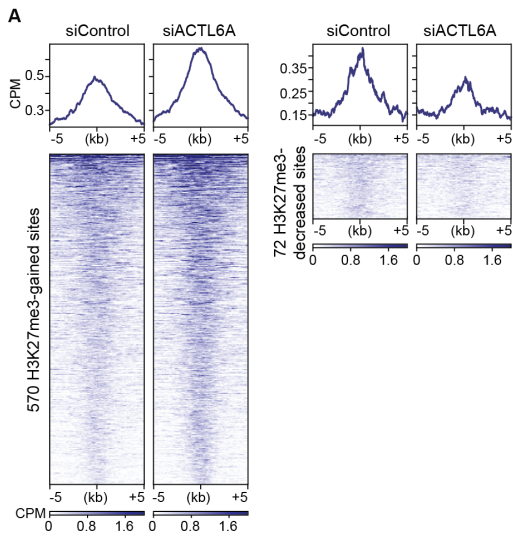 A
siControl siACTL6A
CPM
0.5
0.3
-5 (kb) +5 -5 (kb) +5
570 H3K27me3-gained sites
-5 (kb) +5 -5 (kb) +5
CPM
0 0.8 1.6 0 0.8 1.6
siControl siACTL6A
0.35
0.25
0.15
-5 (kb) +5 -5 (kb) +5
72 H3K27me3-
decreased sites
-5 (kb) +5 -5 (kb) +5
0 0.8 1.6 0 0.8 1.6